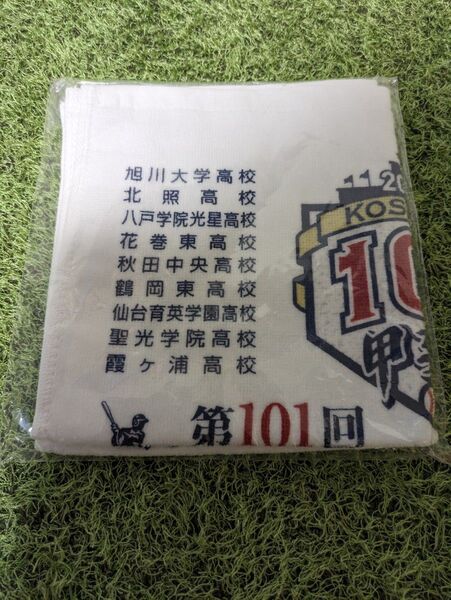 旭川大学高校
北照高校
八戸学院光星高校
花巻東高校
秋田中央高校
鶴岡東高校
仙台育英学園高校
聖光学院高校
霞ヶ浦高校
KOS
10
甲
第101回